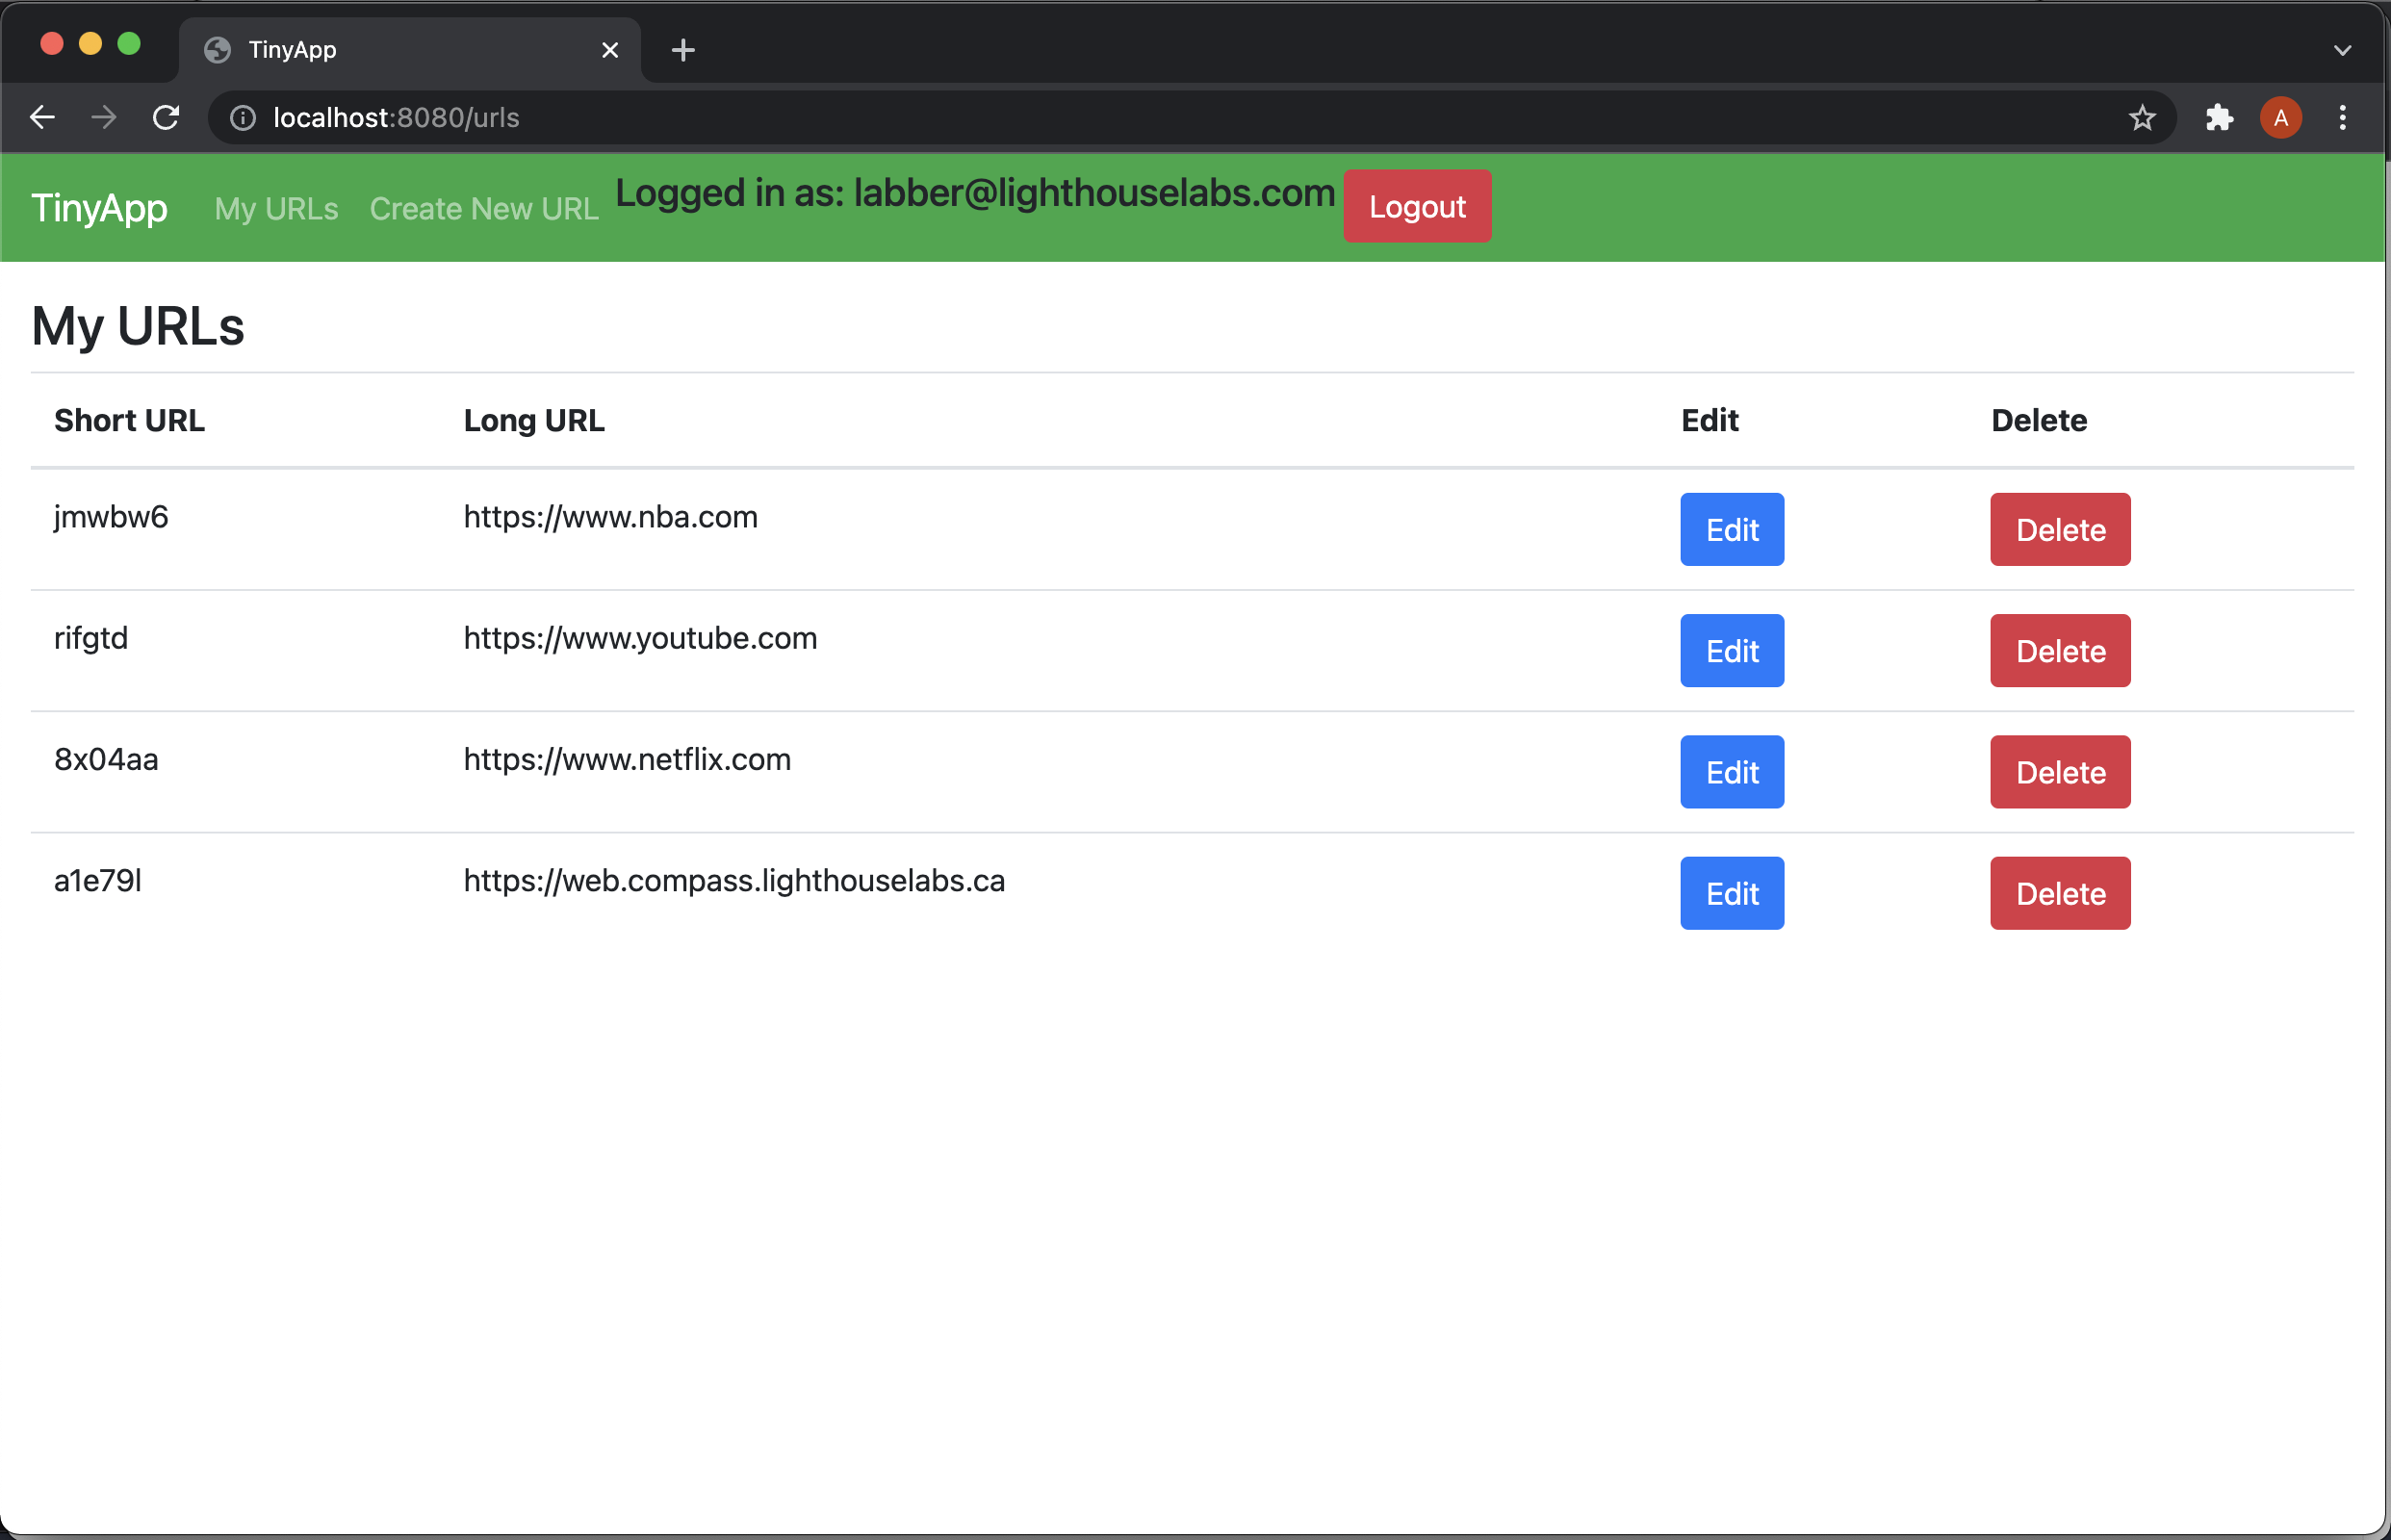 TinyApp
localhost:8080/urls
A
TinyApp My URLs Create New URL Logged in as: labber@lighthouselabs.com Logout
My URLs
Short URL Long URL Edit Delete
jmwbw6 https://www.nba.com Edit Delete
rifgtd https://www.youtube.com Edit Delete
8x04aa https://www.netflix.com Edit Delete
a1e79l https://web.compass.lighthouselabs.ca Edit Delete